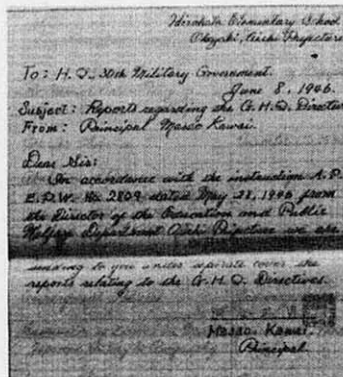 Hirohata Elementary School
Okazaki, Aichi Prefecture
To: H. Q. 30th Military Government.
June 8, 1946.
Subject: Reports regarding the G. H. Q. Directives
From: Principal Masao Kawai.
Dear Sir:
In accordance with the instruction A. P.
E. P. W. No. 2809 dated May 28, 1946 from
the Director of the Education and Public
Welfare Department Aichi Prefecture we are
sending to you under separate cover the
reports relating to the G. H. Q. Directives.
Masao. Kawai.
Principal